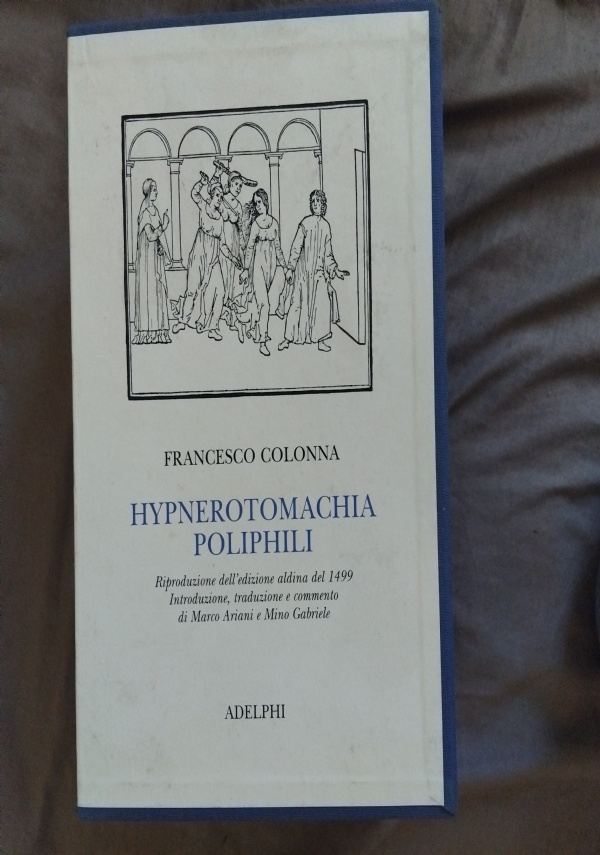 FRANCESCO COLONNA
HYPNEROTOMACHIA
POLIPHILI
Riproduzione dell'edizione aldina del 1499
Introduzione, traduzione e commento
di Marco Ariani e Mino Gabriele
ADELPHI